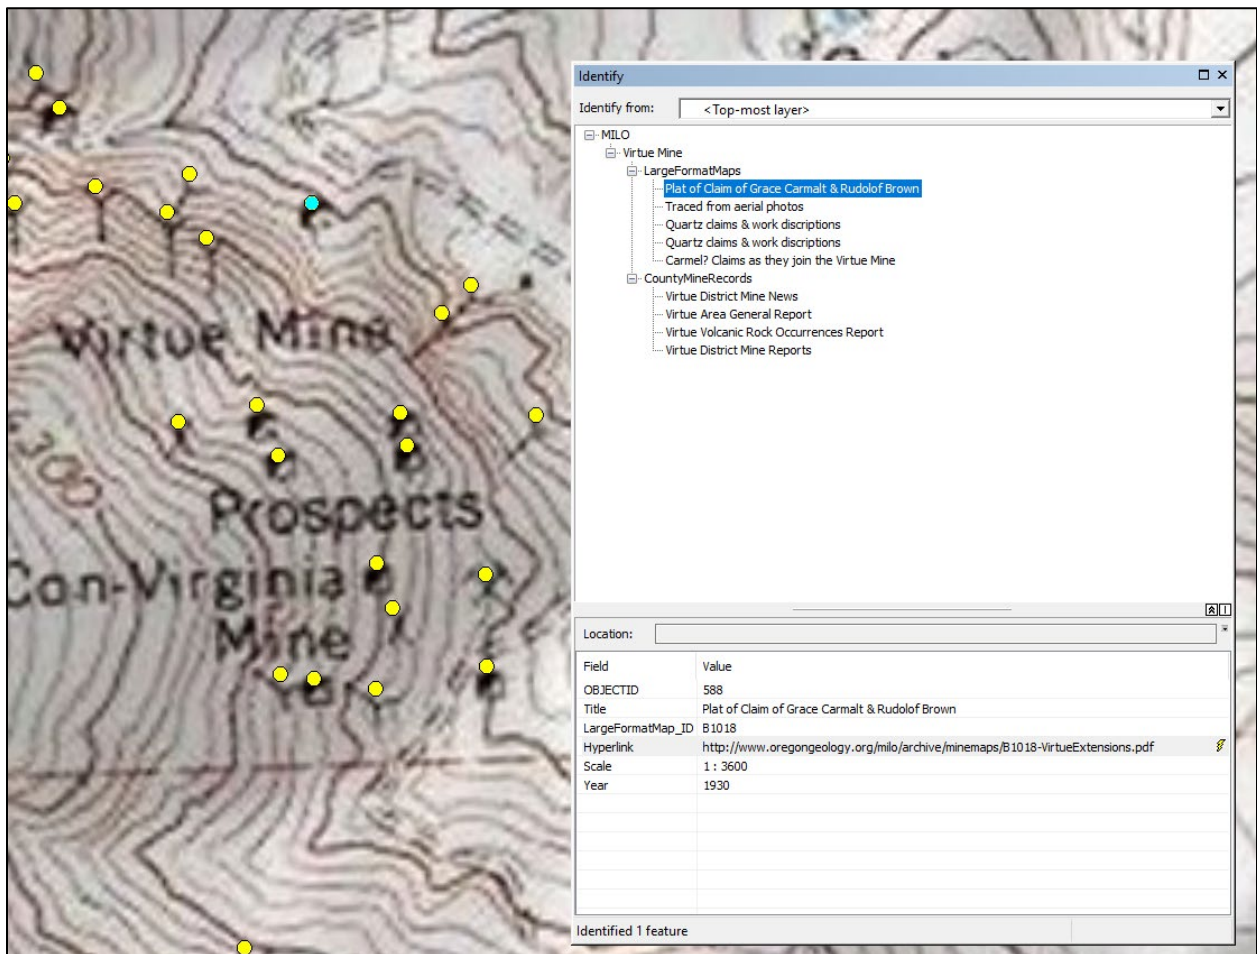 Virtue Mine
Prospects
Con-Virginia
Mine
Identify
Identify from: <Top-most layer>
MILO
Virtue Mine
LargeFormatMaps
Plat of Claim of Grace Carmalt & Rudolof Brown
Traced from aerial photos
Quartz claims & work discriptions
Quartz claims & work discriptions
Carmel? Claims as they join the Virtue Mine
CountyMineRecords
Virtue District Mine News
Virtue Area General Report
Virtue Volcanic Rock Occurrences Report
Virtue District Mine Reports
Location:
Field Value
OBJECTID 588
Title Plat of Claim of Grace Carmalt & Rudolof Brown
LargeFormatMap_ID B1018
Hyperlink http://www.oregongeology.org/milo/archive/minemaps/B1018-VirtueExtensions.pdf
Scale 1 : 3600
Year 1930
Identified 1 feature